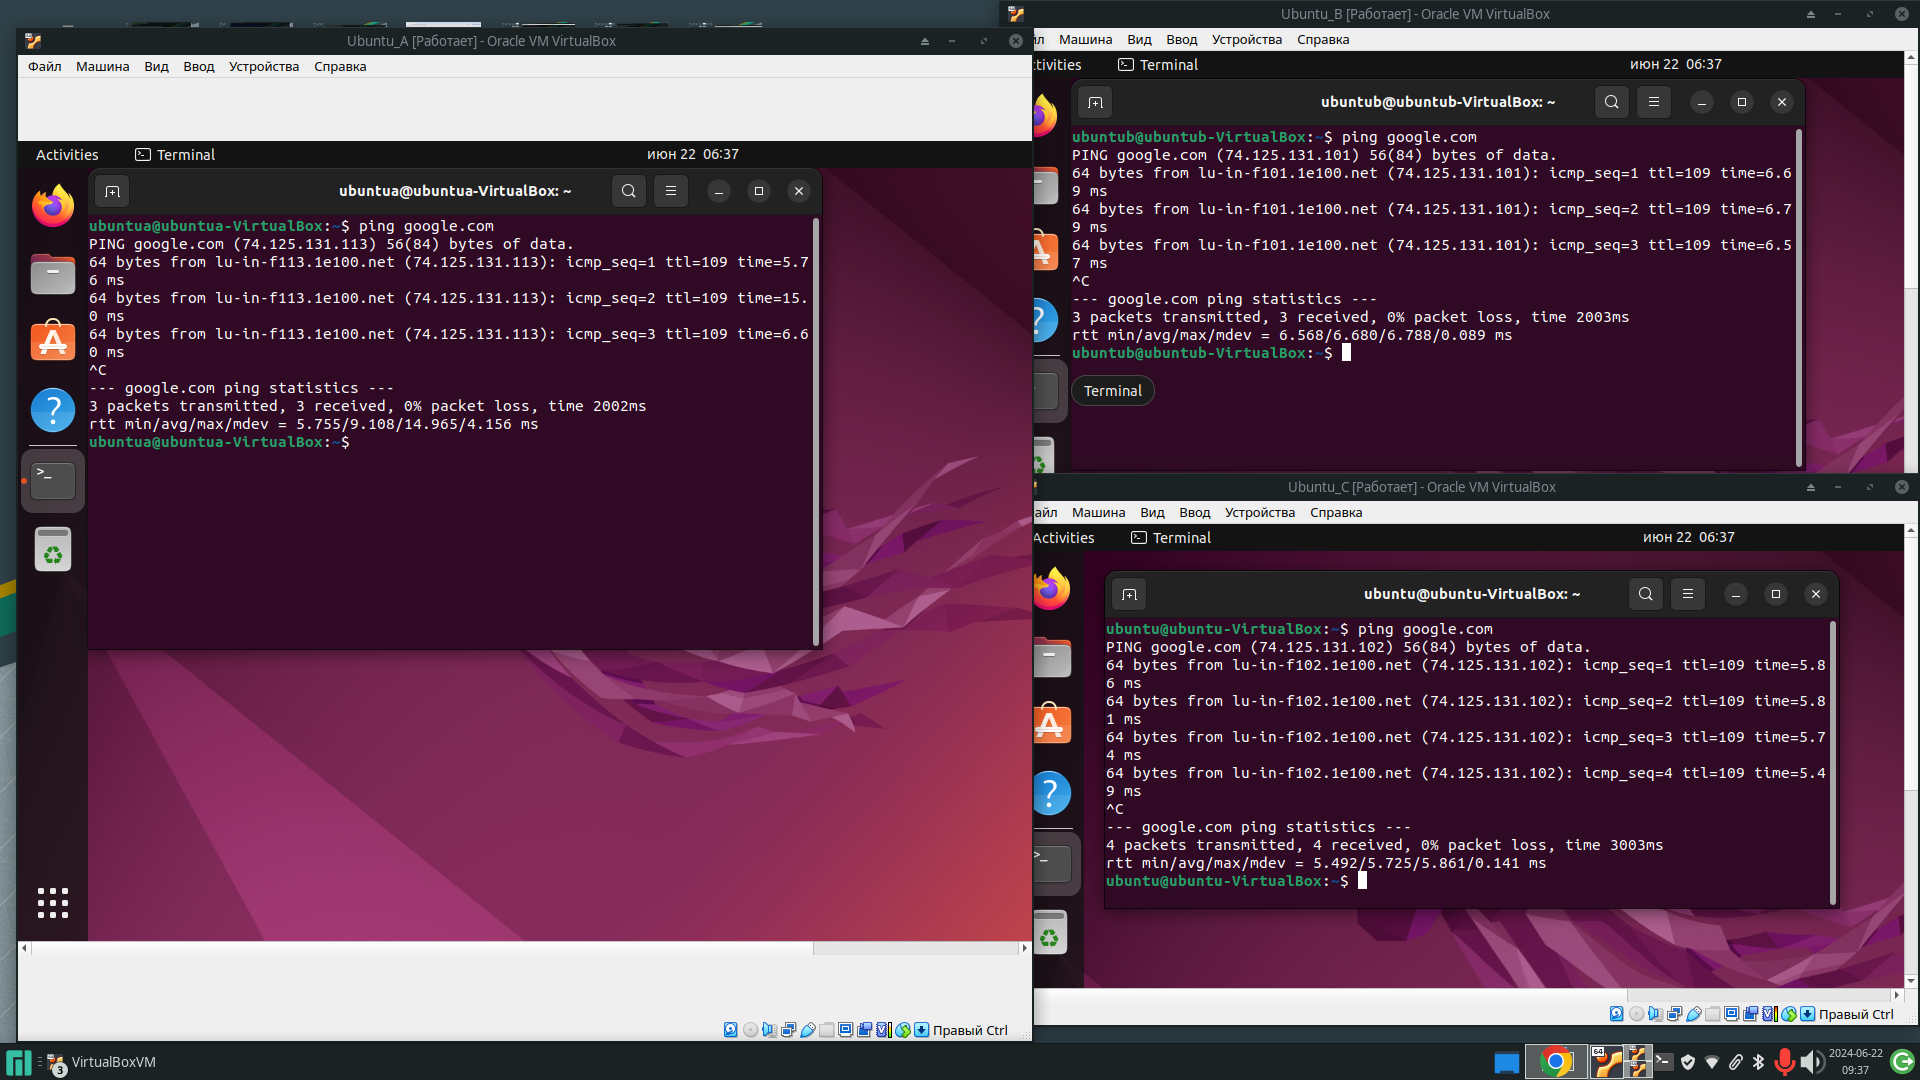 Ubuntu_A [Работает] - Oracle VM VirtualBox
Файл Машина Вид Ввод Устройства Справка
Activities Terminal июн 22 06:37
ubuntua@ubuntua-VirtualBox: ~
ubuntua@ubuntua-VirtualBox:~$ ping google.com
PING google.com (74.125.131.113) 56(84) bytes of data.
64 bytes from lu-in-f113.1e100.net (74.125.131.113): icmp_seq=1 ttl=109 time=5.7
6 ms
64 bytes from lu-in-f113.1e100.net (74.125.131.113): icmp_seq=2 ttl=109 time=15.
0 ms
64 bytes from lu-in-f113.1e100.net (74.125.131.113): icmp_seq=3 ttl=109 time=6.6
0 ms
^C
--- google.com ping statistics ---
3 packets transmitted, 3 received, 0% packet loss, time 2002ms
rtt min/avg/max/mdev = 5.755/9.108/14.965/4.156 ms
ubuntua@ubuntua-VirtualBox:~$
Правый Ctrl
Ubuntu_B [Работает] - Oracle VM VirtualBox
йл Машина Вид Ввод Устройства Справка
tivities Terminal июн 22 06:37
ubuntub@ubuntub-VirtualBox: ~
ubuntub@ubuntub-VirtualBox:~$ ping google.com
PING google.com (74.125.131.101) 56(84) bytes of data.
64 bytes from lu-in-f101.1e100.net (74.125.131.101): icmp_seq=1 ttl=109 time=6.6
9 ms
64 bytes from lu-in-f101.1e100.net (74.125.131.101): icmp_seq=2 ttl=109 time=6.7
9 ms
64 bytes from lu-in-f101.1e100.net (74.125.131.101): icmp_seq=3 ttl=109 time=6.5
7 ms
^C
--- google.com ping statistics ---
3 packets transmitted, 3 received, 0% packet loss, time 2003ms
rtt min/avg/max/mdev = 6.568/6.680/6.788/0.089 ms
ubuntub@ubuntub-VirtualBox:~$
Terminal
Ubuntu_C [Работает] - Oracle VM VirtualBox
айл Машина Вид Ввод Устройства Справка
Activities Terminal июн 22 06:37
ubuntu@ubuntu-VirtualBox: ~
ubuntu@ubuntu-VirtualBox:~$ ping google.com
PING google.com (74.125.131.102) 56(84) bytes of data.
64 bytes from lu-in-f102.1e100.net (74.125.131.102): icmp_seq=1 ttl=109 time=5.8
6 ms
64 bytes from lu-in-f102.1e100.net (74.125.131.102): icmp_seq=2 ttl=109 time=5.8
1 ms
64 bytes from lu-in-f102.1e100.net (74.125.131.102): icmp_seq=3 ttl=109 time=5.7
4 ms
64 bytes from lu-in-f102.1e100.net (74.125.131.102): icmp_seq=4 ttl=109 time=5.4
9 ms
^C
--- google.com ping statistics ---
4 packets transmitted, 4 received, 0% packet loss, time 3003ms
rtt min/avg/max/mdev = 5.492/5.725/5.861/0.141 ms
ubuntu@ubuntu-VirtualBox:~$
Правый Ctrl
3 VirtualBoxVM
64
2024-06-22
09:37